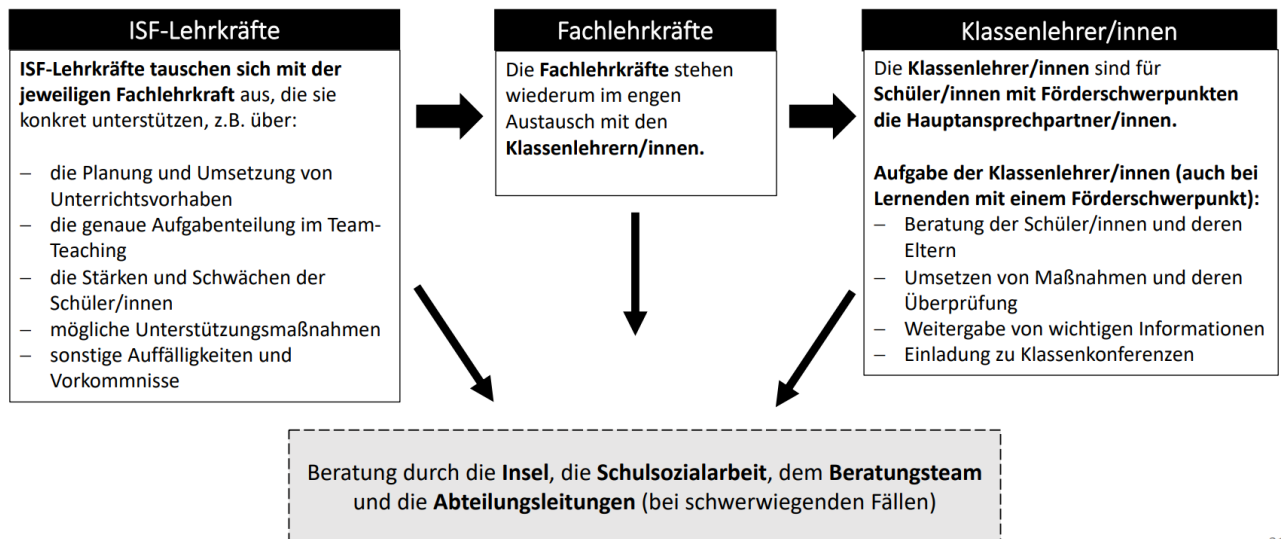 ISF-Lehrkräfte
ISF-Lehrkräfte tauschen sich mit der
jeweiligen Fachlehrkraft aus, die sie
konkret unterstützen, z.B. über:
– die Planung und Umsetzung von
Unterrichtsvorhaben
– die genaue Aufgabenteilung im Team-
Teaching
– die Stärken und Schwächen der
Schüler/innen
– mögliche Unterstützungsmaßnahmen
– sonstige Auffälligkeiten und
Vorkommnisse
Fachlehrkräfte
Die Fachlehrkräfte stehen
wiederum im engen
Austausch mit den
Klassenlehrern/innen.
Klassenlehrer/innen
Die Klassenlehrer/innen sind für
Schüler/innen mit Förderschwerpunkten
die Hauptansprechpartner/innen.
Aufgabe der Klassenlehrer/innen (auch bei
Lernenden mit einem Förderschwerpunkt):
– Beratung der Schüler/innen und deren
Eltern
– Umsetzen von Maßnahmen und deren
Überprüfung
– Weitergabe von wichtigen Informationen
– Einladung zu Klassenkonferenzen
Beratung durch die Insel, die Schulsozialarbeit, dem Beratungsteam
und die Abteilungsleitungen (bei schwerwiegenden Fällen)